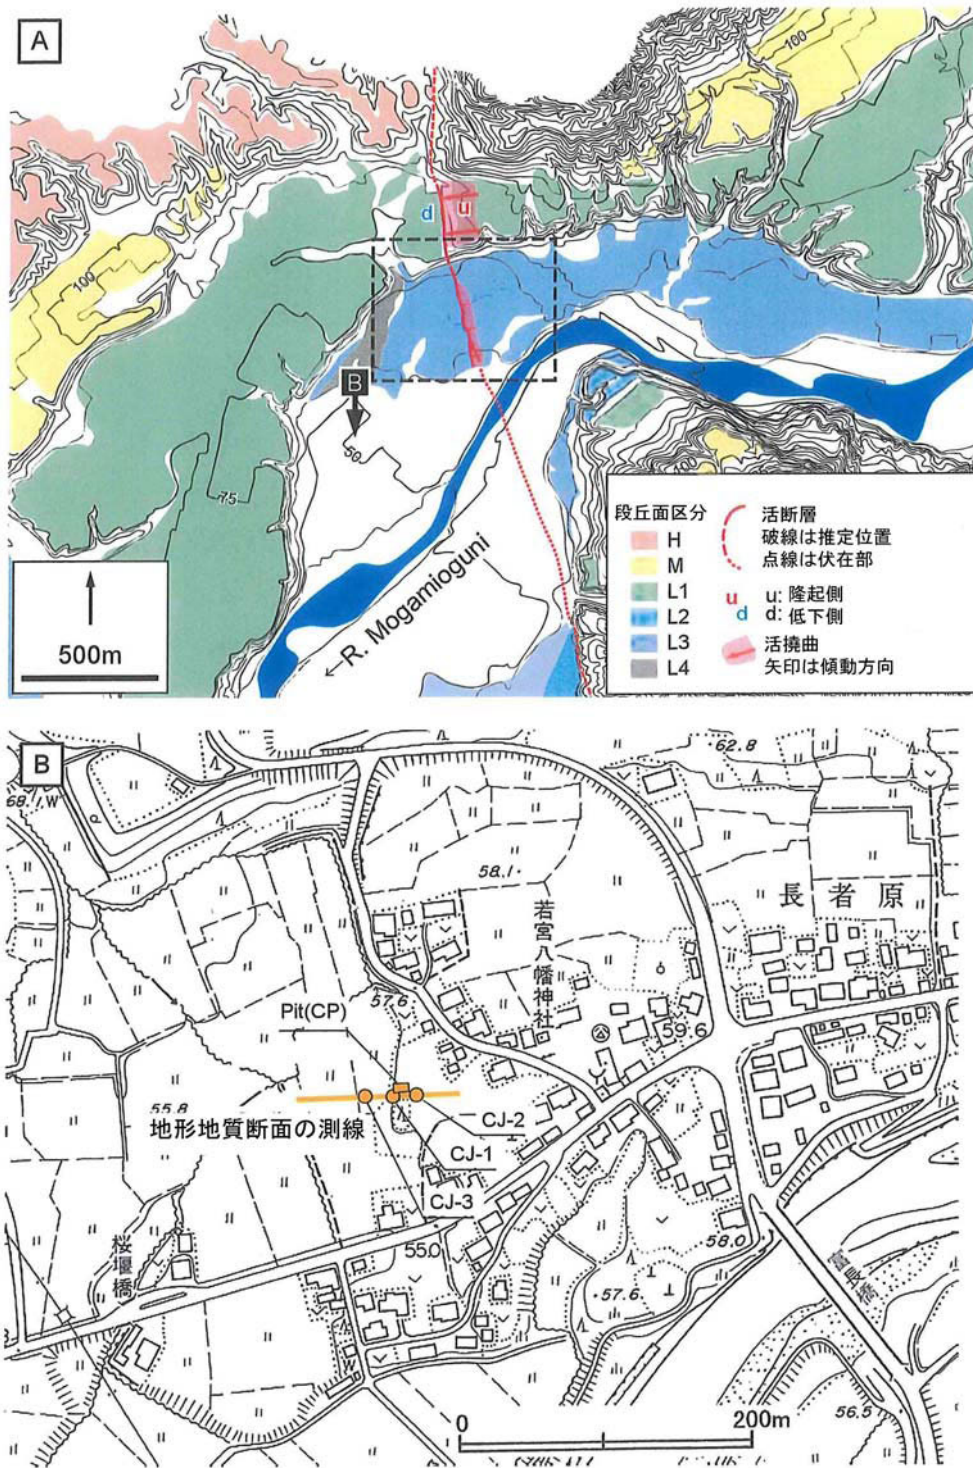 A
100
100
d
u
B
50
75
R. Mogamioguni
500m
段丘面区分
H
M
L1
L2
L3
L4
活断層
破線は推定位置
点線は伏在部
u
d
u: 隆起側
d: 低下側
活撓曲
矢印は傾動方向
B
62.8
68.1
W
58.1
長者原
若宮八幡神社
57.6
Pit(CP)
59.6
55.8
地形地質断面の測線
CJ-2
CJ-1
CJ-3
桜堰橋
55.0
58.0
57.6
56.5
0
200m